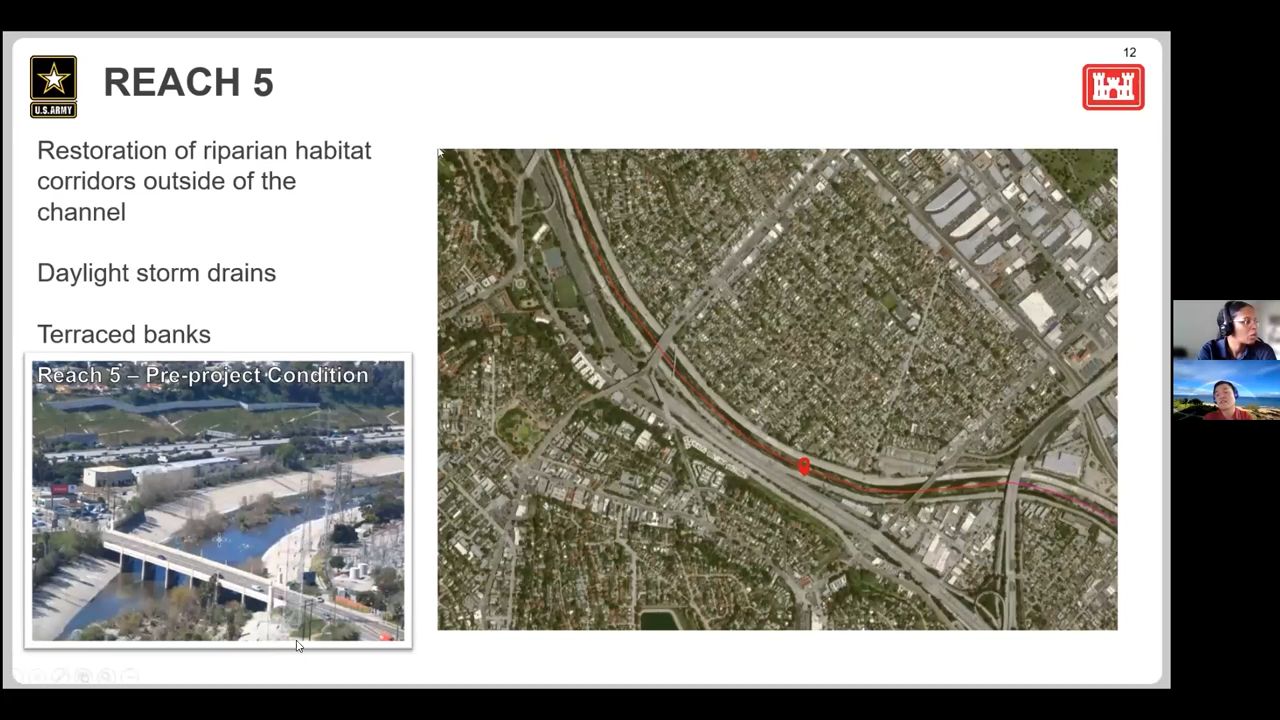 12
U.S. ARMY
REACH 5
Restoration of riparian habitat
corridors outside of the
channel
Daylight storm drains
Terraced banks
Reach 5 – Pre-project Condition